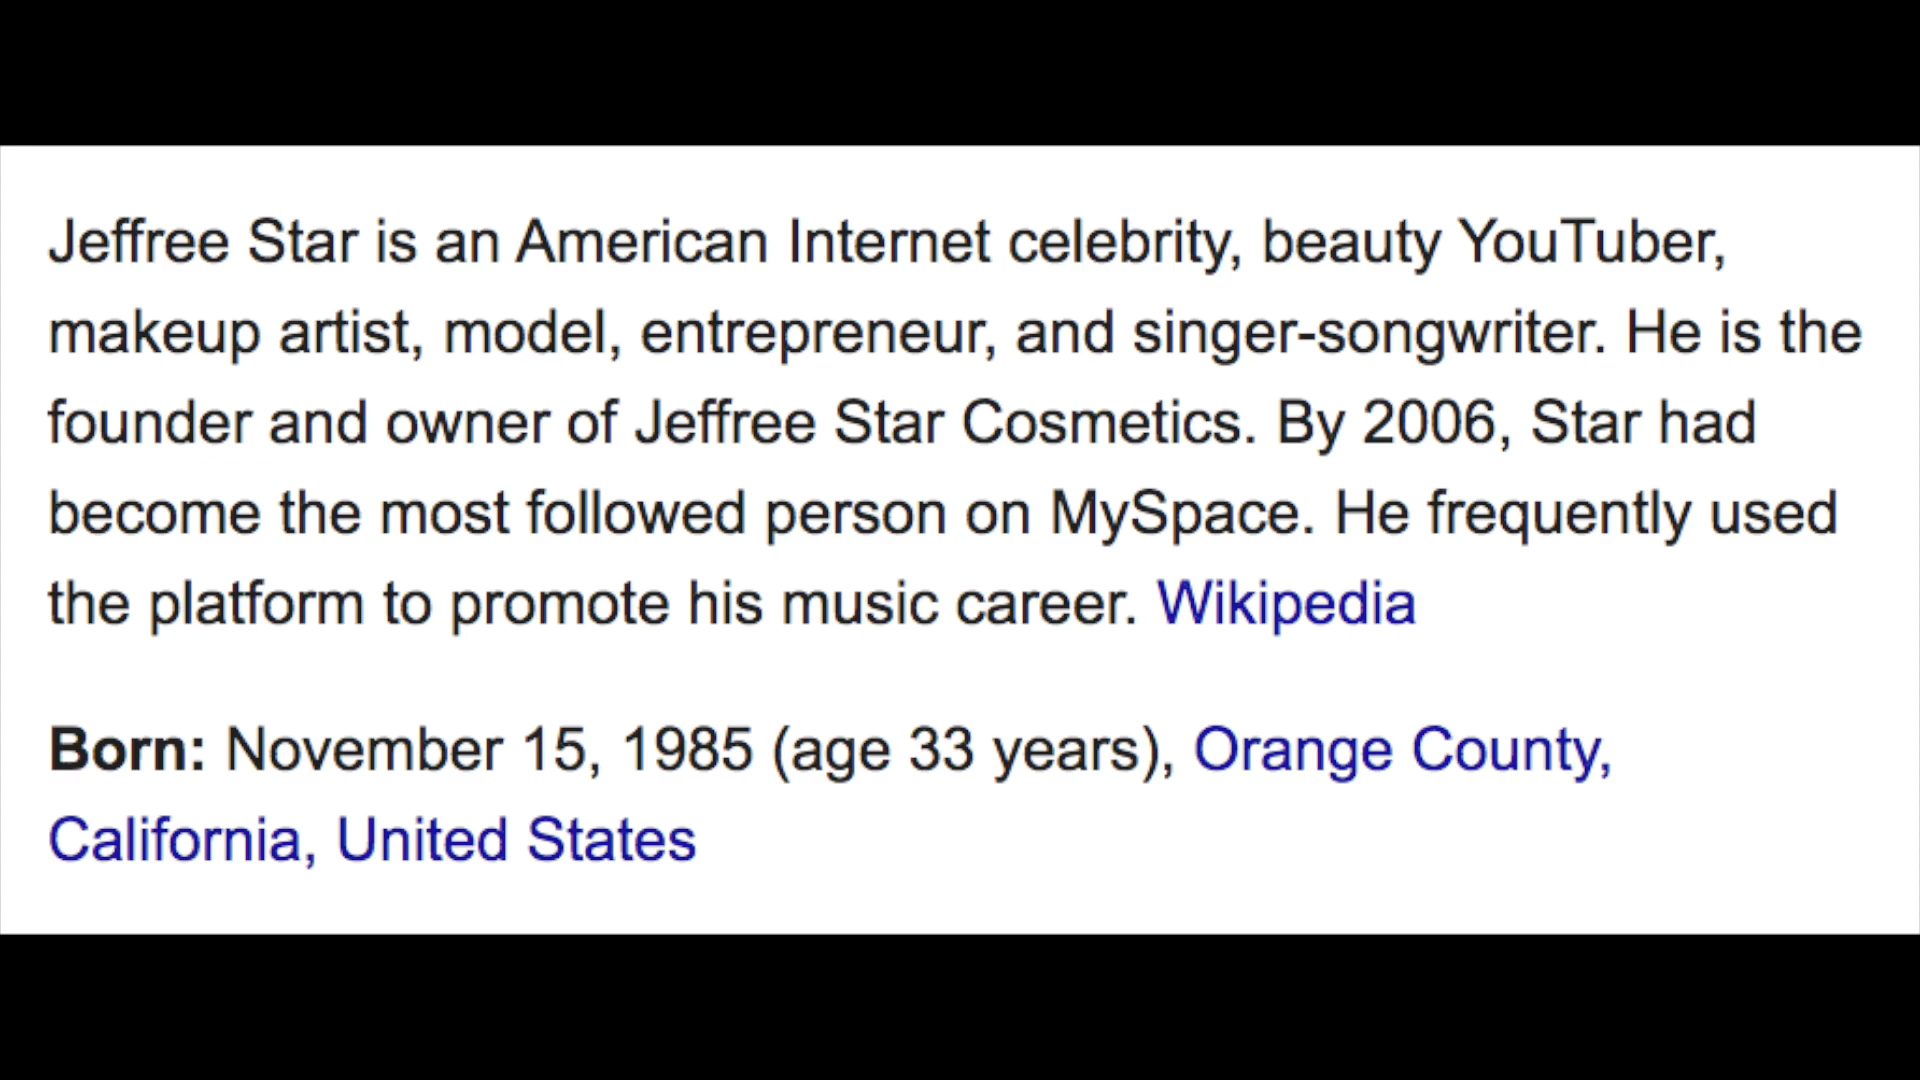 Jeffree Star is an American Internet celebrity, beauty YouTuber,
makeup artist, model, entrepreneur, and singer-songwriter. He is the
founder and owner of Jeffree Star Cosmetics. By 2006, Star had
become the most followed person on MySpace. He frequently used
the platform to promote his music career. Wikipedia
Born: November 15, 1985 (age 33 years), Orange County,
California, United States